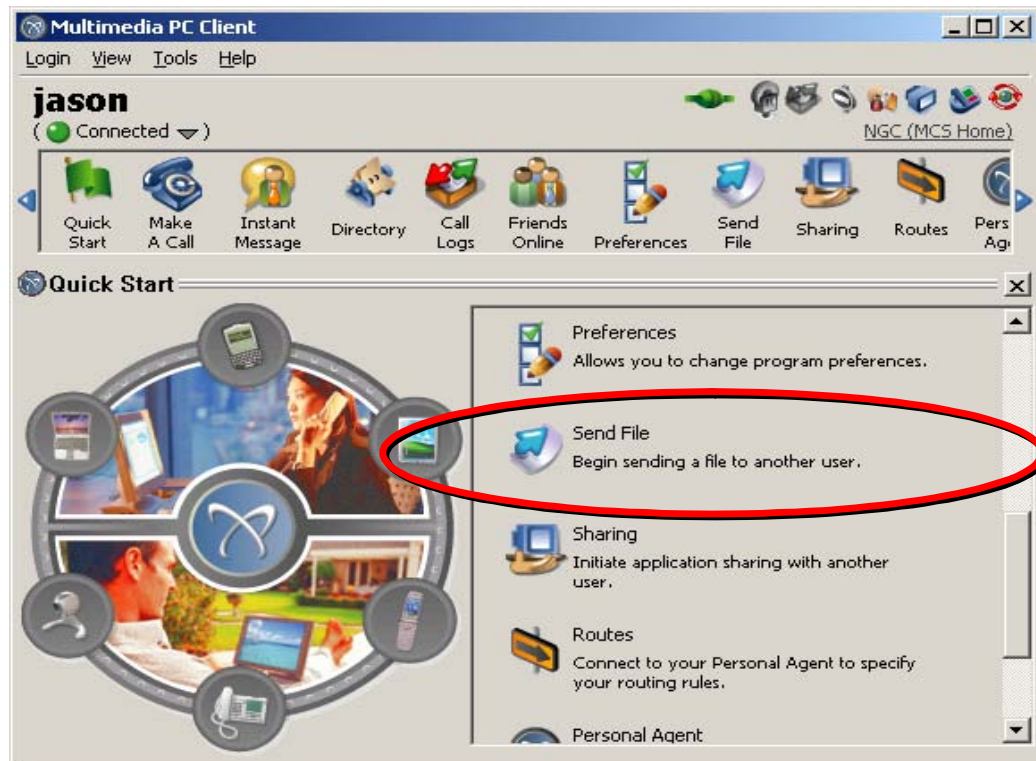 Multimedia PC Client
Login View Tools Help
jason
( Connected )
NGC (MCS Home)
Quick Start
Make A Call
Instant Message
Directory
Call Logs
Friends Online
Preferences
Send File
Sharing
Routes
Pers
Ag
Quick Start
Preferences
Allows you to change program preferences.
Send File
Begin sending a file to another user.
Sharing
Initiate application sharing with another
user.
Routes
Connect to your Personal Agent to specify
your routing rules.
Personal Agent